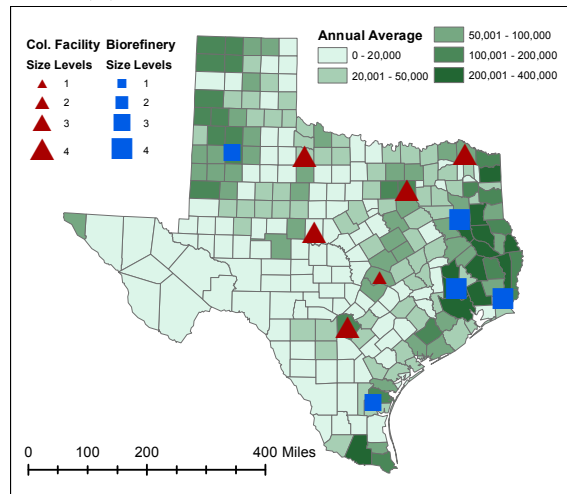 Col. Facility Biorefinery
Size Levels Size Levels
1 1
2 2
3 3
4 4
Annual Average
0 - 20,000
20,001 - 50,000
50,001 - 100,000
100,001 - 200,000
200,001 - 400,000
0 100 200 400 Miles